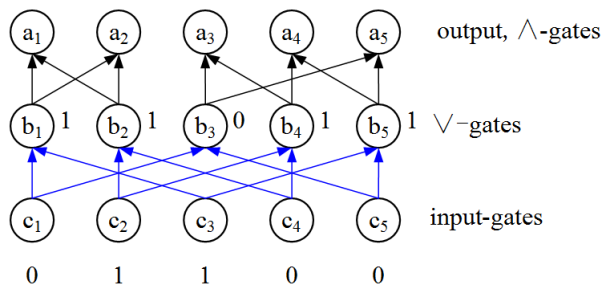 a₁ a₂ a₃ a₄ a₅ output, ∧-gates
b₁ 1 b₂ 1 b₃ 0 b₄ 1 b₅ 1 ∨-gates
c₁ c₂ c₃ c₄ c₅ input-gates
0 1 1 0 0